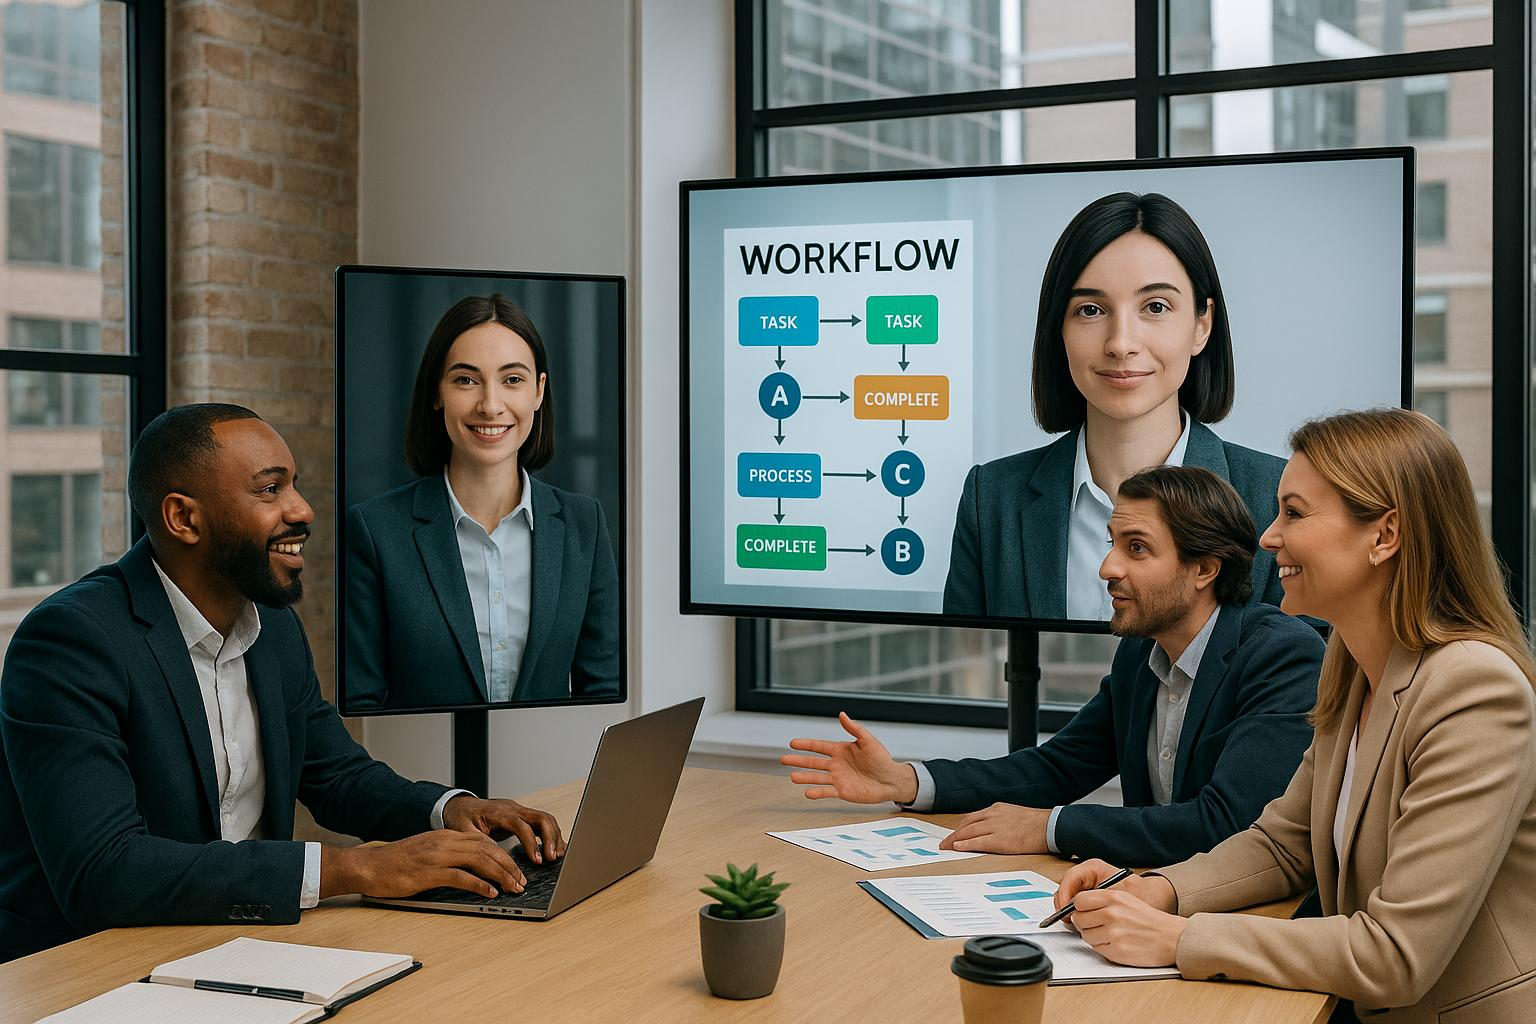 WORKFLOW
TASK
TASK
A
COMPLETE
PROCESS
C
COMPLETE
B